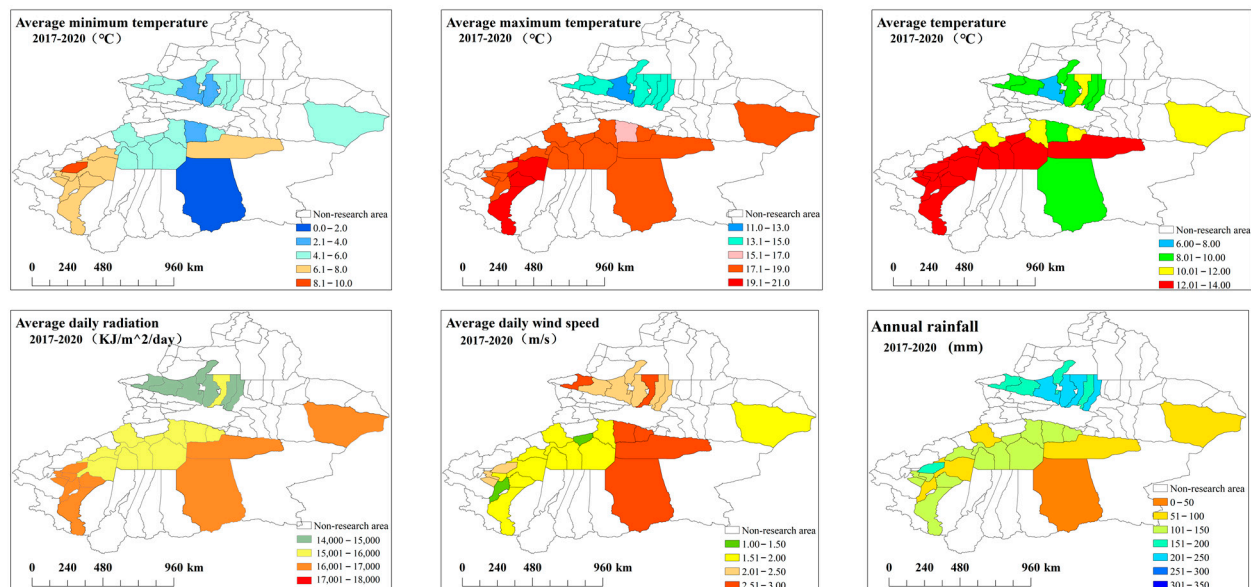 Average minimum temperature
2017-2020（℃）
Non-research area
0.0－2.0
2.1－4.0
4.1－6.0
6.1－8.0
8.1－10.0
0 240 480 960 km
Average maximum temperature
2017-2020（℃）
Non-research area
11.0－13.0
13.1－15.0
15.1－17.0
17.1－19.0
19.1－21.0
0 240 480 960 km
Average temperature
2017-2020（℃）
Non-research area
6.00－8.00
8.01－10.00
10.01－12.00
12.01－14.00
0 240 480 960 km
Average daily radiation
2017-2020（KJ/m^2/day）
Non-research area
14,000－15,000
15,001－16,000
16,001－17,000
17,001－18,000
0 240 480 960 km
Average daily wind speed
2017-2020（m/s）
Non-research area
1.00－1.50
1.51－2.00
2.01－2.50
2.51－3.00
0 240 480 960 km
Annual rainfall
2017-2020 (mm)
Non-research area
0－50
51－100
101－150
151－200
201－250
251－300
301－350
0 240 480 960 km